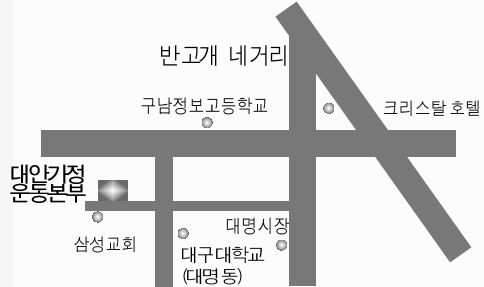 반고개 네거리
구남정보고등학교
크리스탈 호텔
대안가정
운동본부
대명시장
삼성교회
대구대학교
(대명동)